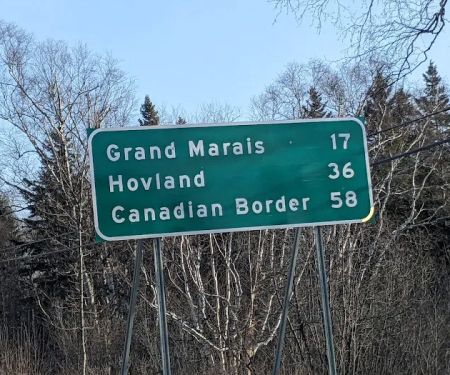 Grand Marais 17
Hovland 36
Canadian Border 58